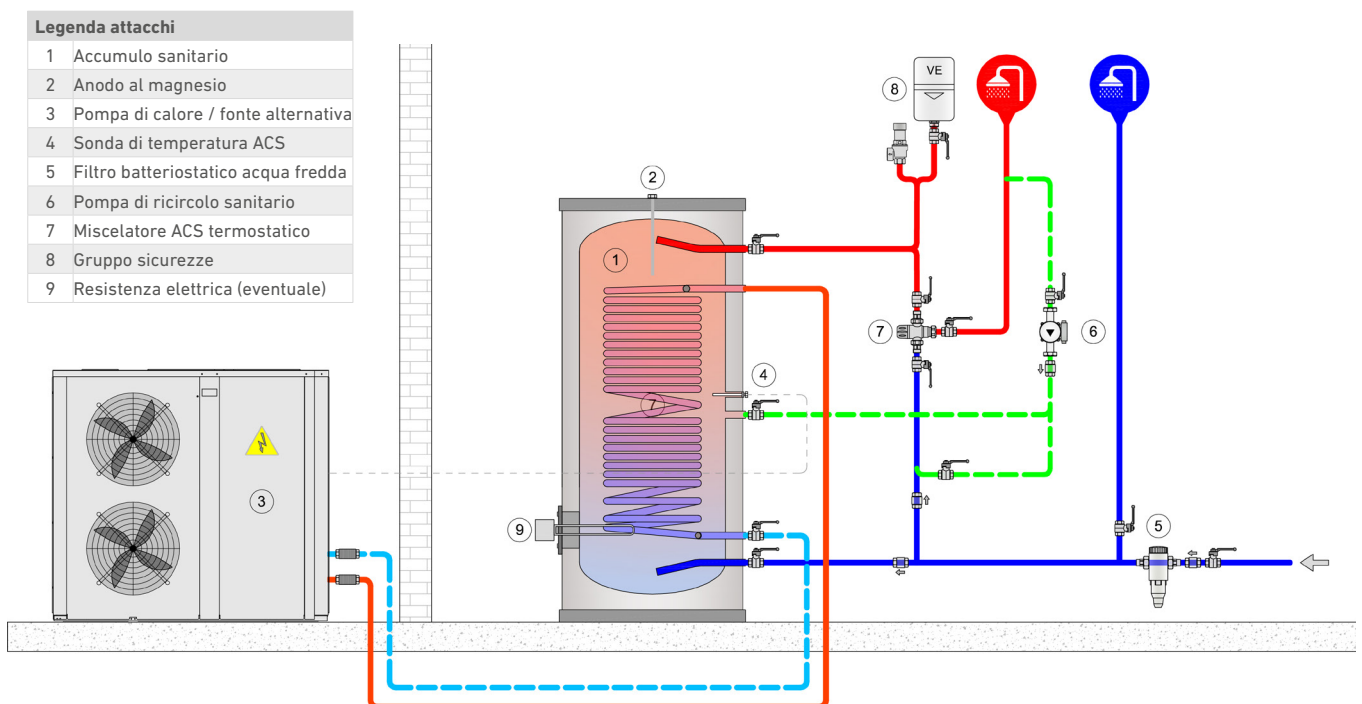 Legenda attacchi
1 Accumulo sanitario
2 Anodo al magnesio
3 Pompa di calore / fonte alternativa
4 Sonda di temperatura ACS
5 Filtro batteriostatico acqua fredda
6 Pompa di ricircolo sanitario
7 Miscelatore ACS termostatico
8 Gruppo sicurezze
9 Resistenza elettrica (eventuale)
VE
8
2
1
7
6
4
7
3
9
5